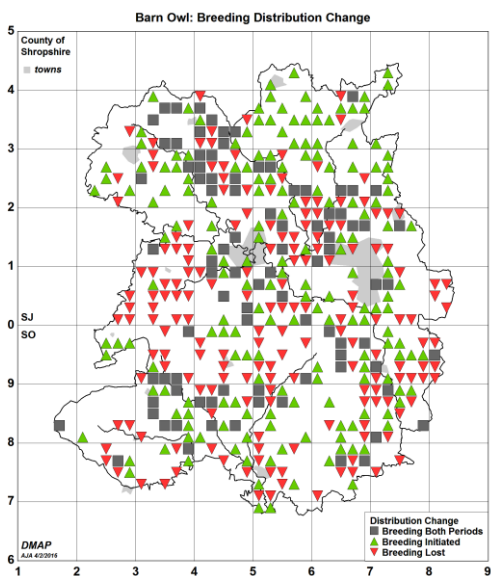 Barn Owl: Breeding Distribution Change
County of
Shropshire
towns
5
4
3
2
1
SJ
0
SO
9
8
7
6
Distribution Change
Breeding Both Periods
Breeding Initiated
Breeding Lost
DMAP
AJA 4/2/2016
1 2 3 4 5 6 7 8 9